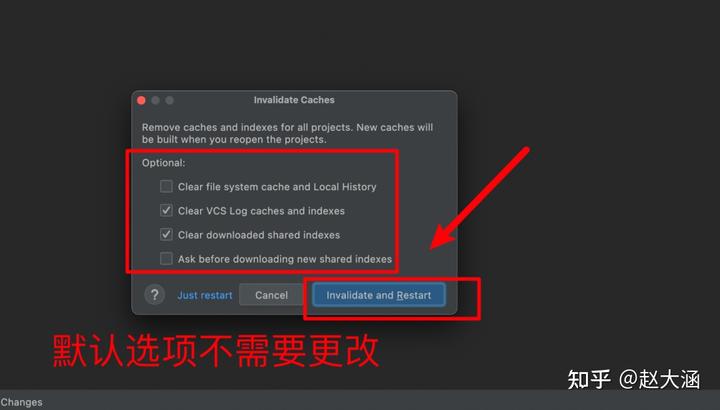 Invalidate Caches
Remove caches and indexes for all projects. New caches will
be built when you reopen the projects.
Optional:
Clear file system cache and Local History
Clear VCS Log caches and indexes
Clear downloaded shared indexes
Ask before downloading new shared indexes
? Just restart Cancel Invalidate and Restart
默认选项不需要更改
知乎 @赵大涵
Changes